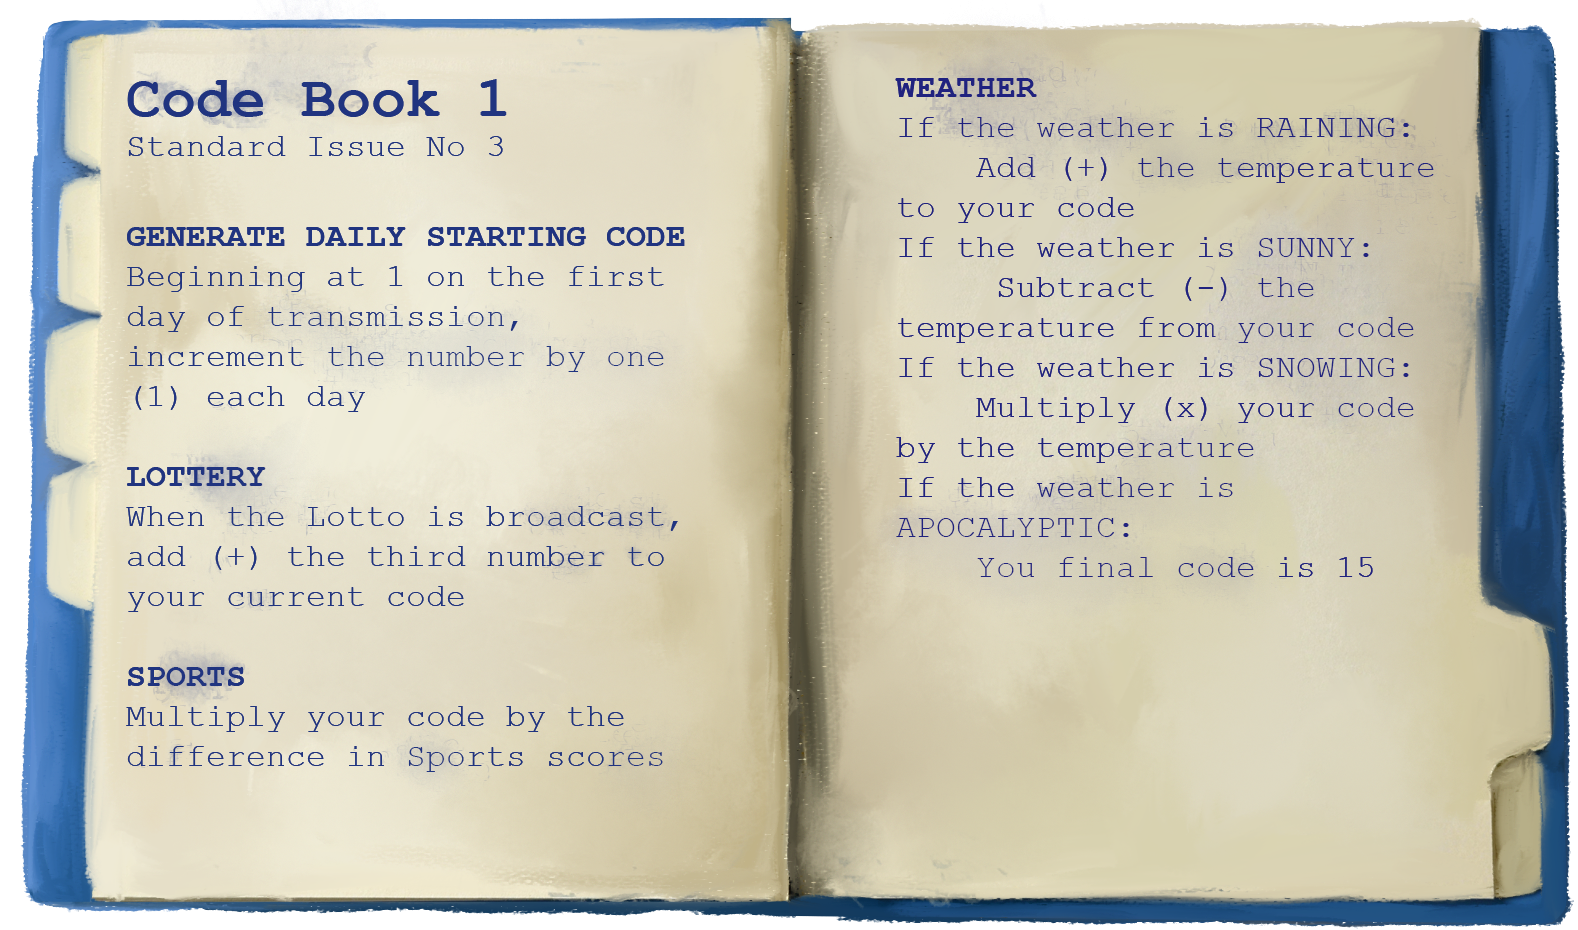 Code Book 1
Standard Issue No 3
GENERATE DAILY STARTING CODE
Beginning at 1 on the first
day of transmission,
increment the number by one
(1) each day
LOTTERY
When the Lotto is broadcast,
add (+) the third number to
your current code
SPORTS
Multiply your code by the
difference in Sports scores
WEATHER
If the weather is RAINING:
Add (+) the temperature
to your code
If the weather is SUNNY:
Subtract (-) the
temperature from your code
If the weather is SNOWING:
Multiply (x) your code
by the temperature
If the weather is
APOCALYPTIC:
You final code is 15